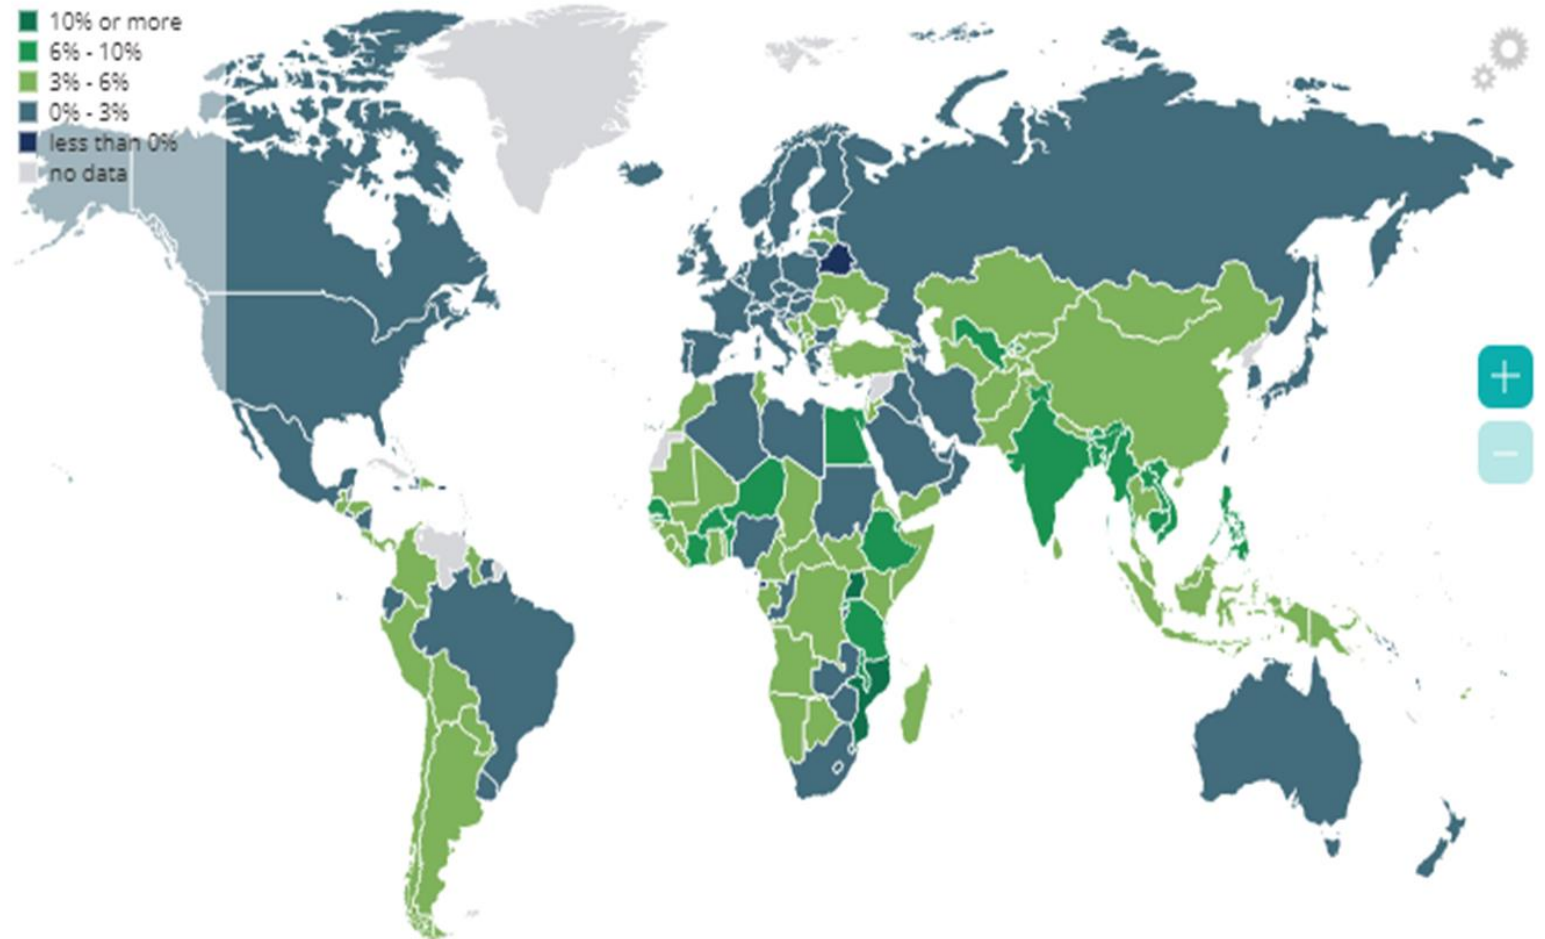 10% or more
6% - 10%
3% - 6%
0% - 3%
less than 0%
no data